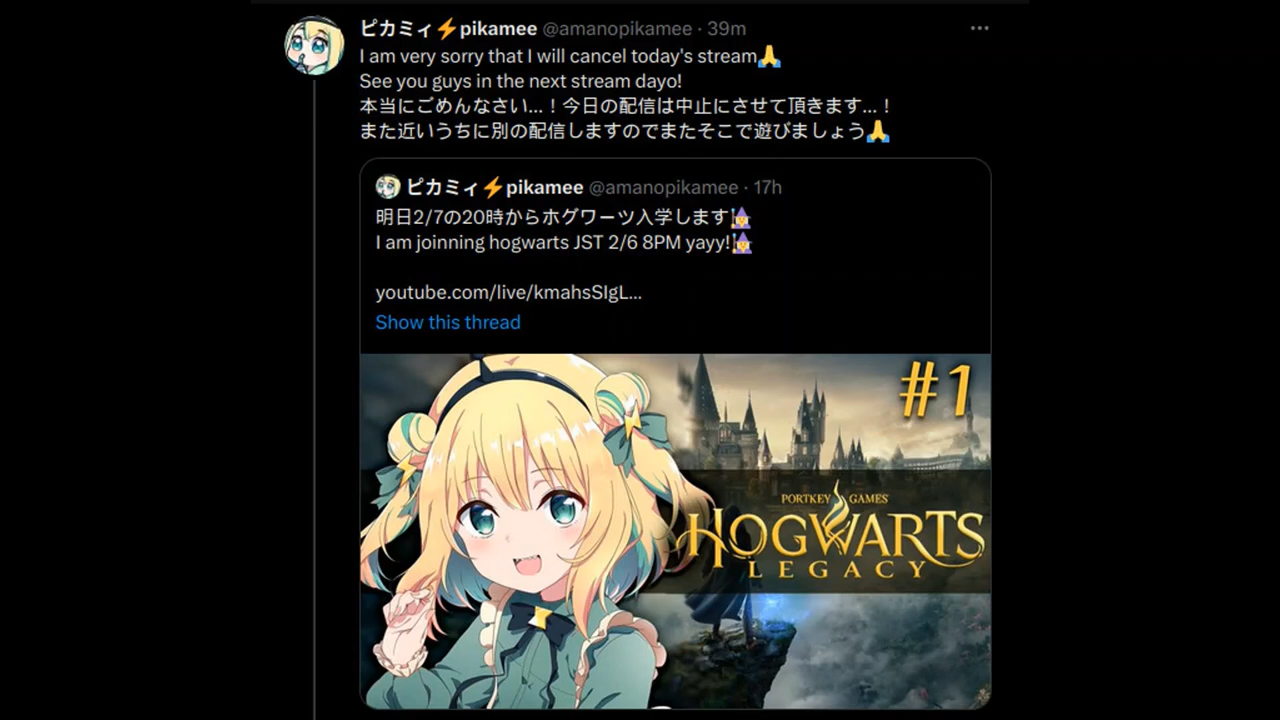 ピカミィ⚡pikamee @amanopikamee · 39m
I am very sorry that I will cancel today's stream🙏
See you guys in the next stream dayo!
本当にごめんなさい...！今日の配信は中止にさせて頂きます...！
また近いうちに別の配信しますのでまたそこで遊びましょう🙏
ピカミィ⚡pikamee @amanopikamee · 17h
明日2/7の20時からホグワーツ入学します🧙‍♀️
I am joinning hogwarts JST 2/6 8PM yayy!🧙‍♀️
youtube.com/live/kmahsSIgL...
Show this thread
#1
PORTKEY GAMES
HOGWARTS
LEGACY